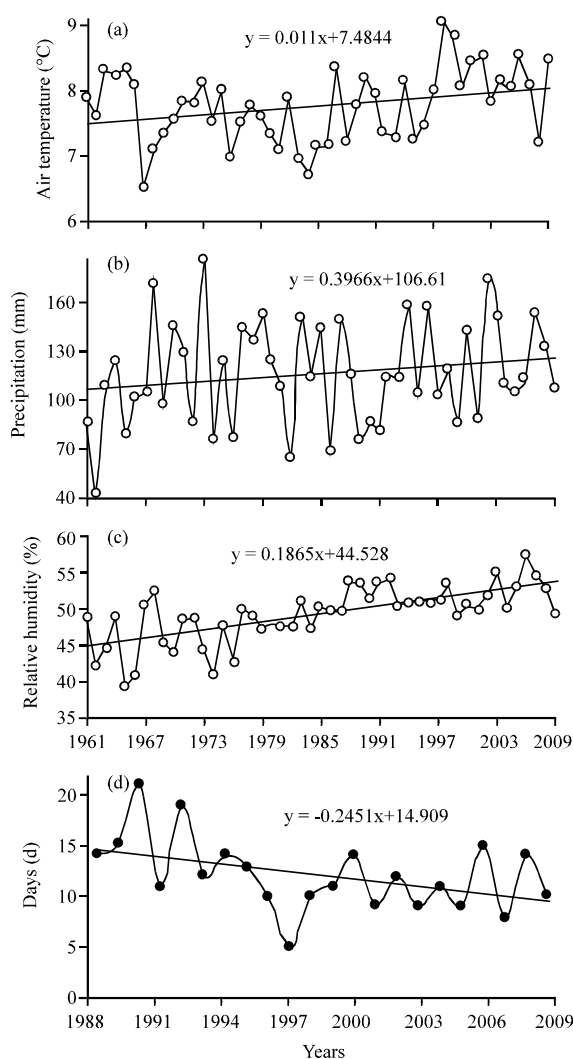 (a)
y = 0.011x+7.4844
9
8
7
6
Air temperature (°C)
(b)
y = 0.3966x+106.61
160
130
100
70
40
Precipitation (mm)
(c)
y = 0.1865x+44.528
60
55
50
45
40
35
Relative humidity (%)
1961 1967 1973 1979 1985 1991 1997 2003 2009
(d)
y = -0.2451x+14.909
20
15
10
5
0
Days (d)
1988 1991 1994 1997 2000 2003 2006 2009
Years